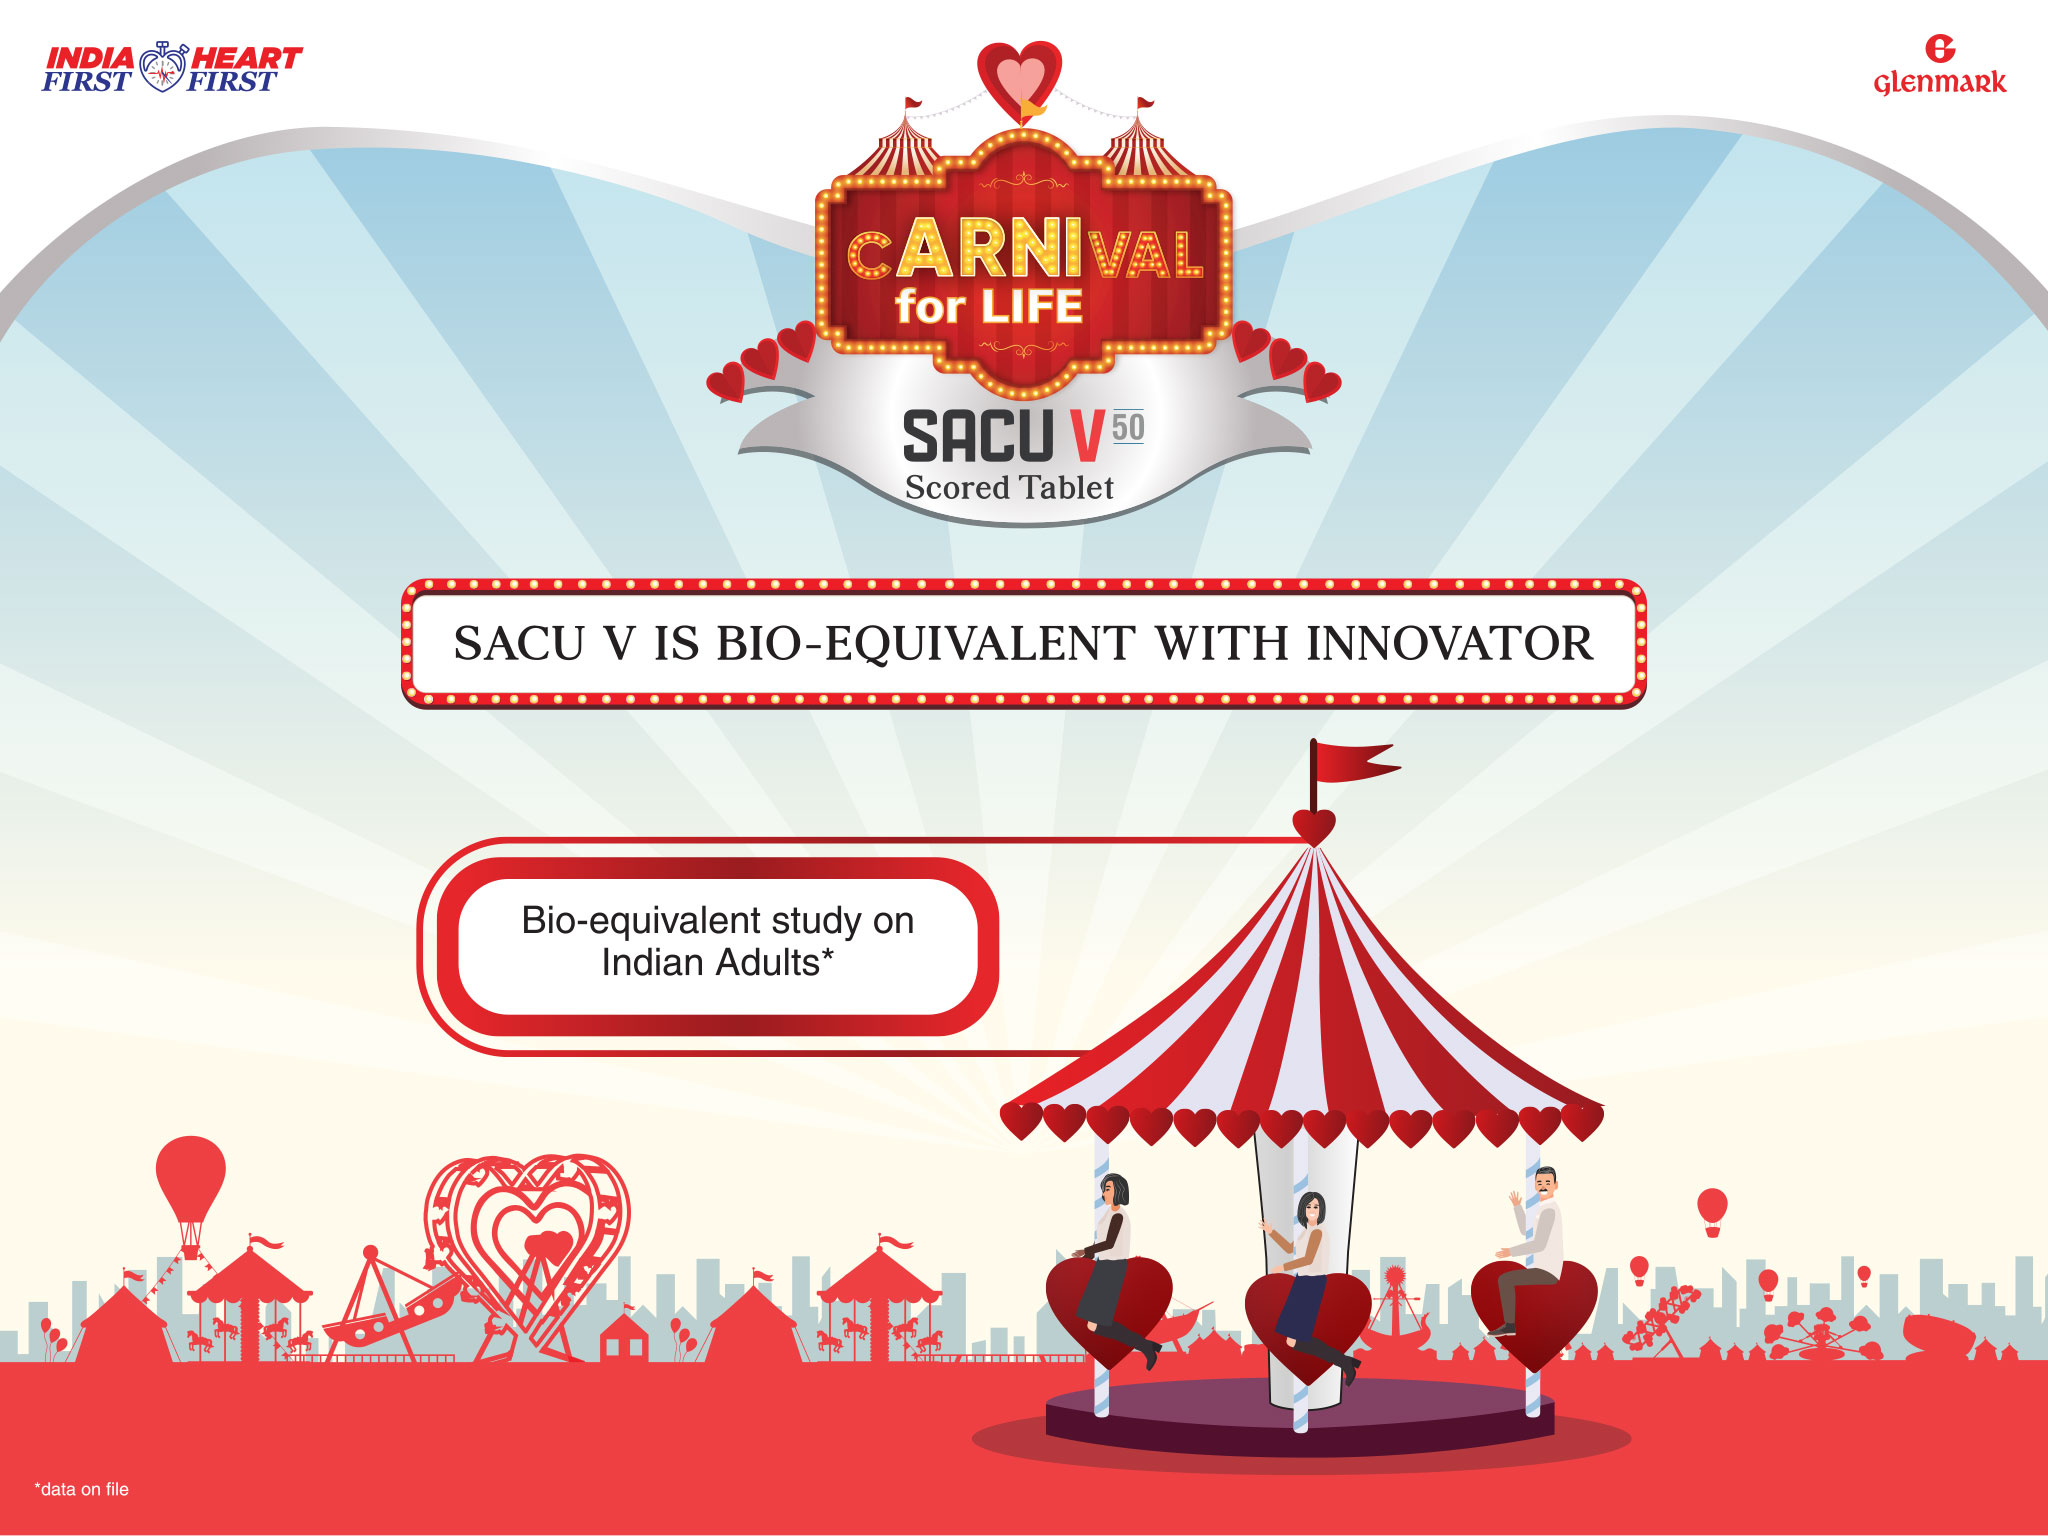 INDIA HEART
FIRST FIRST
Glenmark
CARNIVAL
for LIFE
SACU V 50
Scored Tablet
SACU V IS BIO-EQUIVALENT WITH INNOVATOR
Bio-equivalent study on
Indian Adults*
*data on file